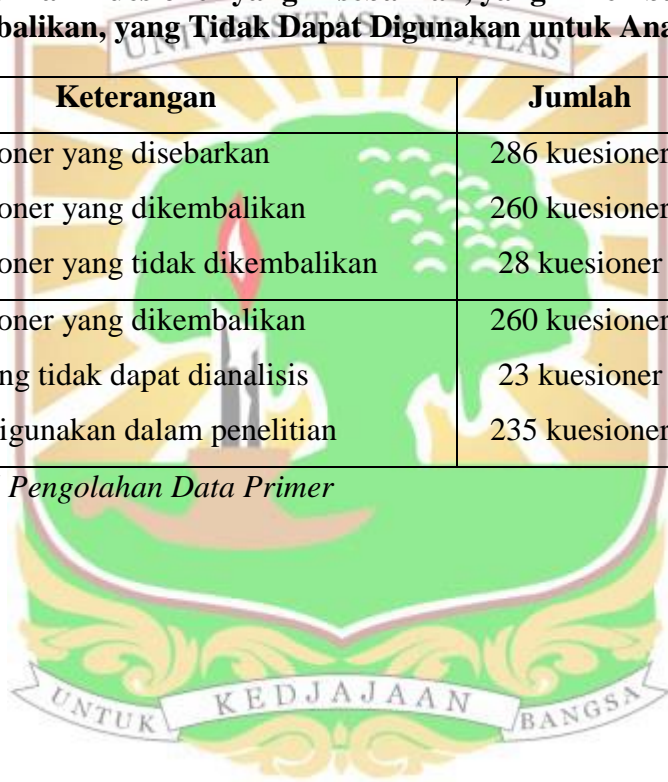 balikan, yang Tidak Dapat Digunakan untuk Ana
UNIVERSITAS ANDALAS
Keterangan Jumlah
oner yang disebarkan 286 kuesioner
oner yang dikembalikan 260 kuesioner
oner yang tidak dikembalikan 28 kuesioner
oner yang dikembalikan 260 kuesioner
ng tidak dapat dianalisis 23 kuesioner
igunakan dalam penelitian 235 kuesioner
Pengolahan Data Primer
UNTUK KEDJAJAAN BANGSA